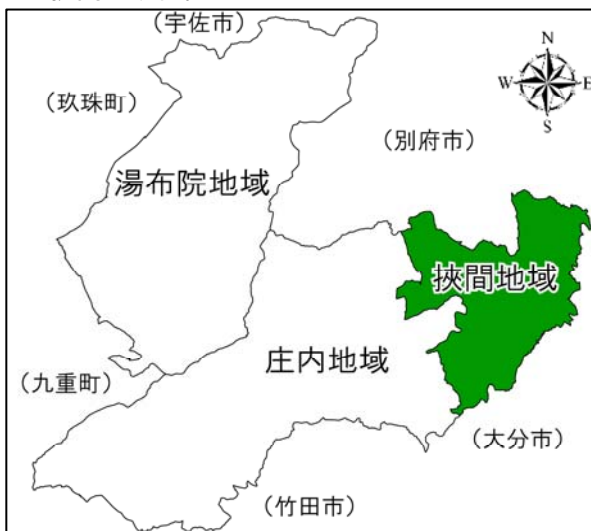 （宇佐市）
N
（玖珠町）
W
E
S
（別府市）
湯布院地域
挾間地域
庄内地域
（九重町）
（大分市）
（竹田市）